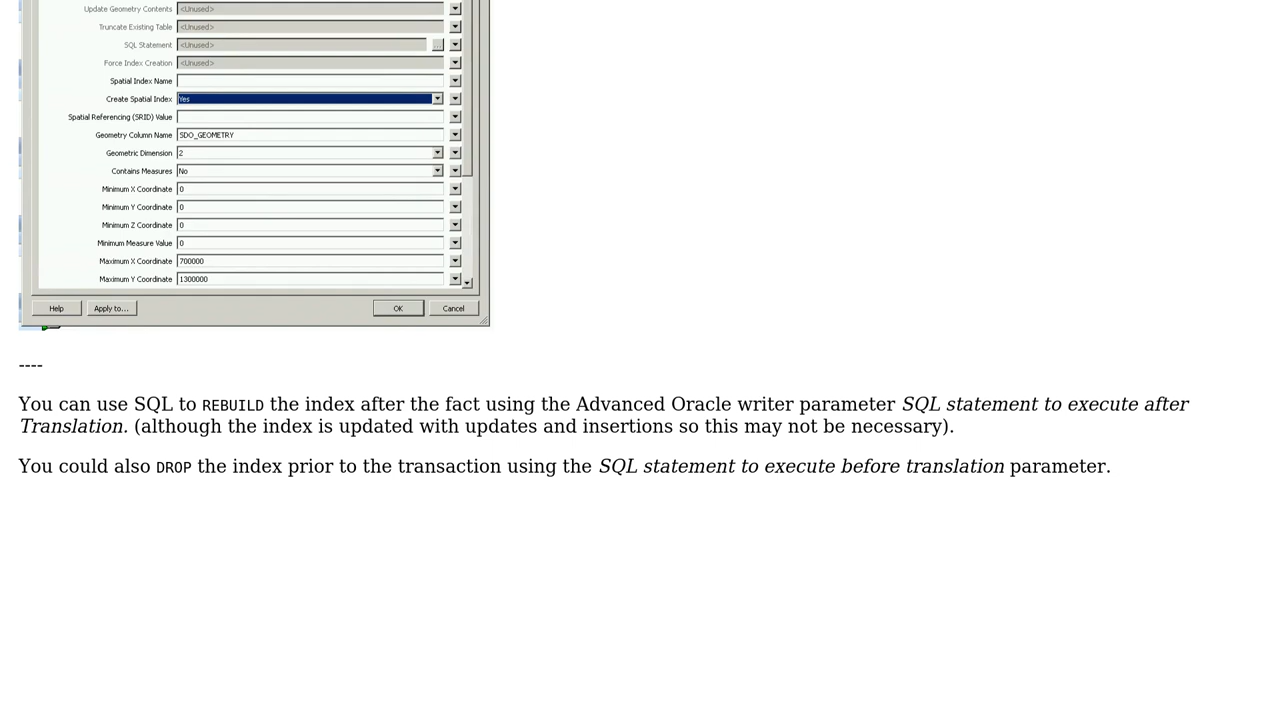 Update Geometry Contents <Unused>
Truncate Existing Table <Unused>
SQL Statement <Unused> ...
Force Index Creation <Unused>
Spatial Index Name
Create Spatial Index Yes
Spatial Referencing (SRID) Value
Geometry Column Name SDO_GEOMETRY
Geometric Dimension 2
Contains Measures No
Minimum X Coordinate 0
Minimum Y Coordinate 0
Minimum Z Coordinate 0
Minimum Measure Value 0
Maximum X Coordinate 700000
Maximum Y Coordinate 1300000
Help Apply to... OK Cancel
----
You can use SQL to REBUILD the index after the fact using the Advanced Oracle writer parameter SQL statement to execute after
Translation. (although the index is updated with updates and insertions so this may not be necessary).
You could also DROP the index prior to the transaction using the SQL statement to execute before translation parameter.